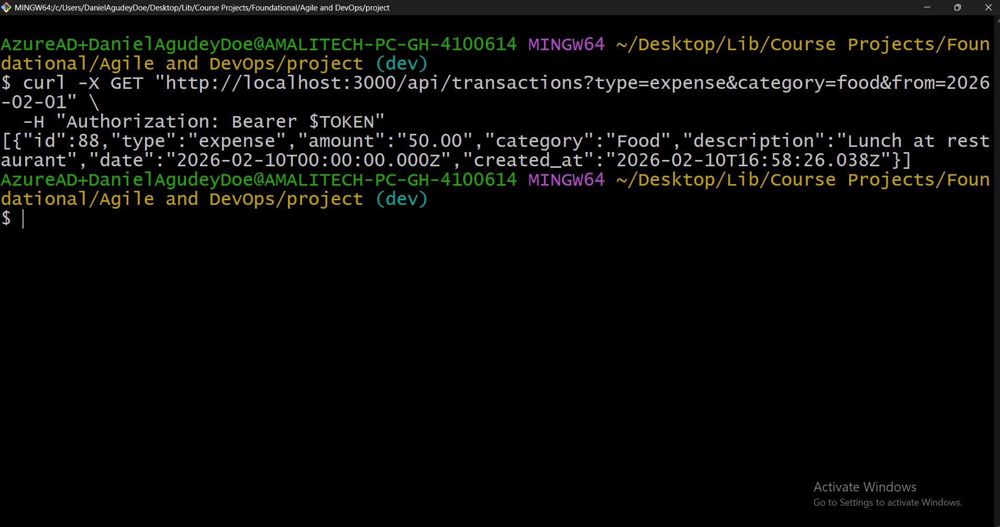 MINGW64:/c/Users/DanielAgudeyDoe/Desktop/Lib/Course Projects/Foundational/Agile and DevOps/project
AzureAD+DanielAgudeyDoe@AMALITECH-PC-GH-4100614 MINGW64 ~/Desktop/Lib/Course Projects/Foun
dational/Agile and DevOps/project (dev)
$ curl -X GET "http://localhost:3000/api/transactions?type=expense&category=food&from=2026
-02-01" \
  -H "Authorization: Bearer $TOKEN"
[{"id":88,"type":"expense","amount":"50.00","category":"Food","description":"Lunch at rest
aurant","date":"2026-02-10T00:00:00.000Z","created_at":"2026-02-10T16:58:26.038Z"}]
AzureAD+DanielAgudeyDoe@AMALITECH-PC-GH-4100614 MINGW64 ~/Desktop/Lib/Course Projects/Foun
dational/Agile and DevOps/project (dev)
$
Activate Windows
Go to Settings to activate Windows.